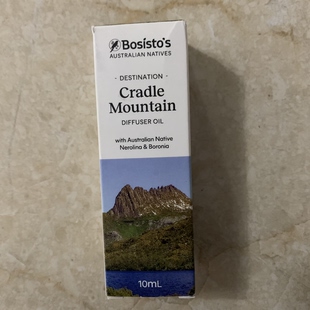 Bosisto's
AUSTRALIAN NATIVES
· DESTINATION ·
Cradle
Mountain
DIFFUSER OIL
with Australian Native
Nerolina & Boronia
10mL